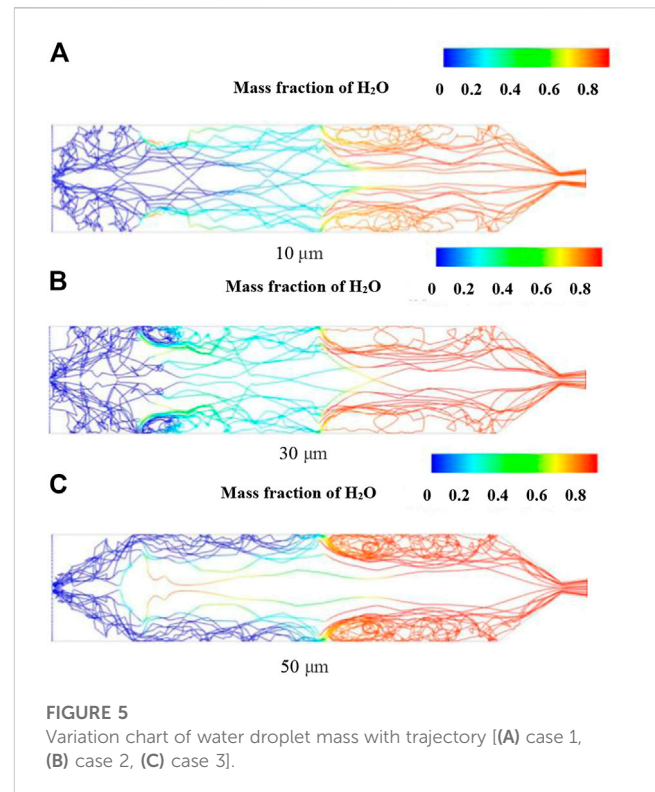 A
Mass fraction of H₂O
0 0.2 0.4 0.6 0.8
10 µm
B
Mass fraction of H₂O
0 0.2 0.4 0.6 0.8
30 µm
C
Mass fraction of H₂O
0 0.2 0.4 0.6 0.8
50 µm
FIGURE 5
Variation chart of water droplet mass with trajectory [(A) case 1,
(B) case 2, (C) case 3].